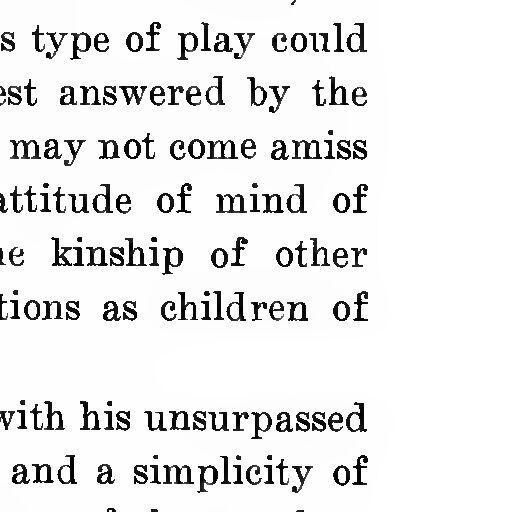 s type of play could
est answered by the
may not come amiss
attitude of mind of
e kinship of other
tions as children of
with his unsurpassed
and a simplicity of